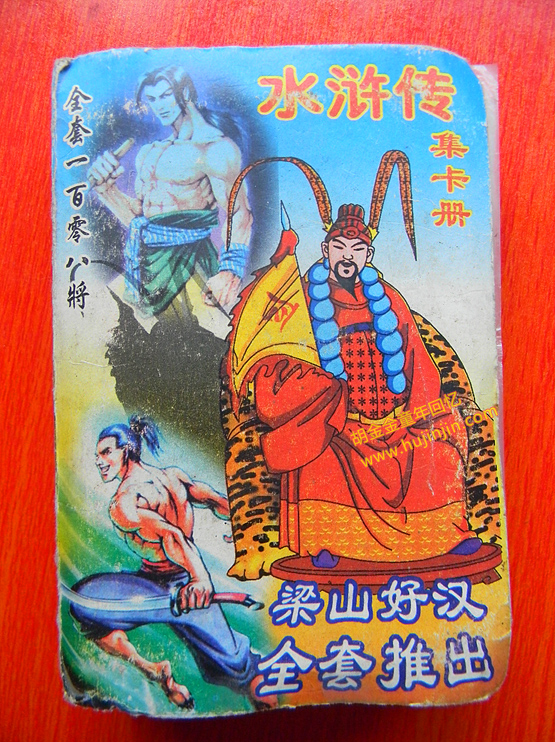 水浒传
集卡册
全套一百零八將
胡金金童年回忆
www.hujinjin.com
梁山好汉
全套推出